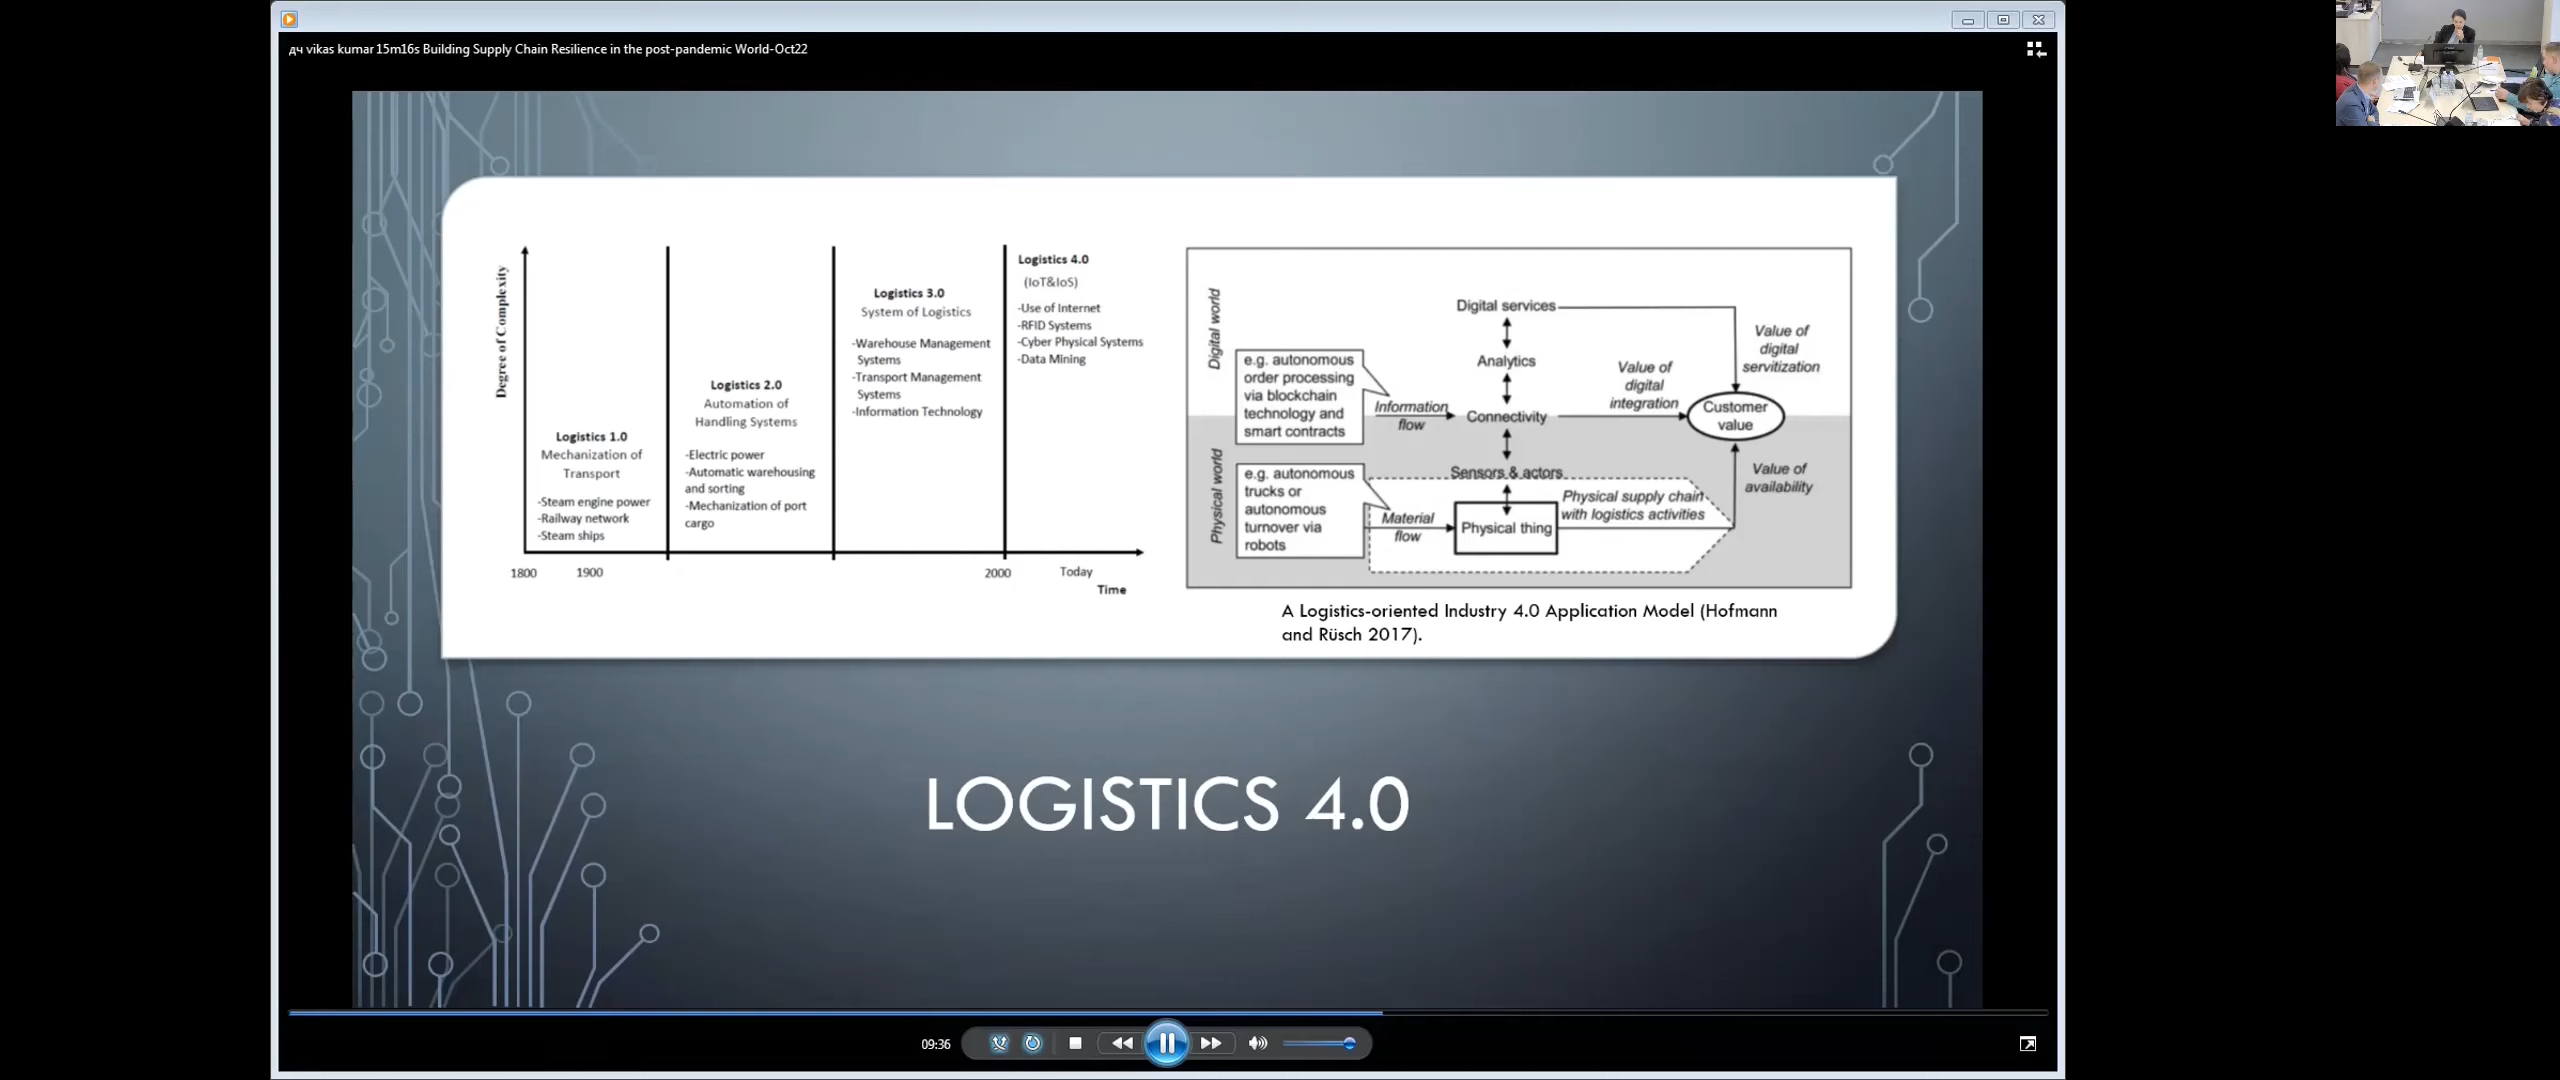 дч vikas kumar 15m16s Building Supply Chain Resilience in the post-pandemic World-Oct22
Degree of Complexity
Logistics 1.0
Mechanization of
Transport
-Steam engine power
-Railway network
-Steam ships
Logistics 2.0
Automation of
Handling Systems
-Electric power
-Automatic warehousing
and sorting
-Mechanization of port
cargo
Logistics 3.0
System of Logistics
-Warehouse Management
Systems
-Transport Management
Systems
-Information Technology
Logistics 4.0
(IoT&IoS)
-Use of Internet
-RFID Systems
-Cyber Physical Systems
-Data Mining
1800
1900
2000
Today
Time
Digital world
Physical world
e.g. autonomous
order processing
via blockchain
technology and
smart contracts
e.g. autonomous
trucks or
autonomous
turnover via
robots
Information
flow
Material
flow
Digital services
Analytics
Connectivity
Sensors & actors
Physical thing
Value of
digital
integration
Physical supply chain
with logistics activities
Value of
digital
servitization
Customer
value
Value of
availability
A Logistics-oriented Industry 4.0 Application Model (Hofmann
and Rüsch 2017).
LOGISTICS 4.0
09:36